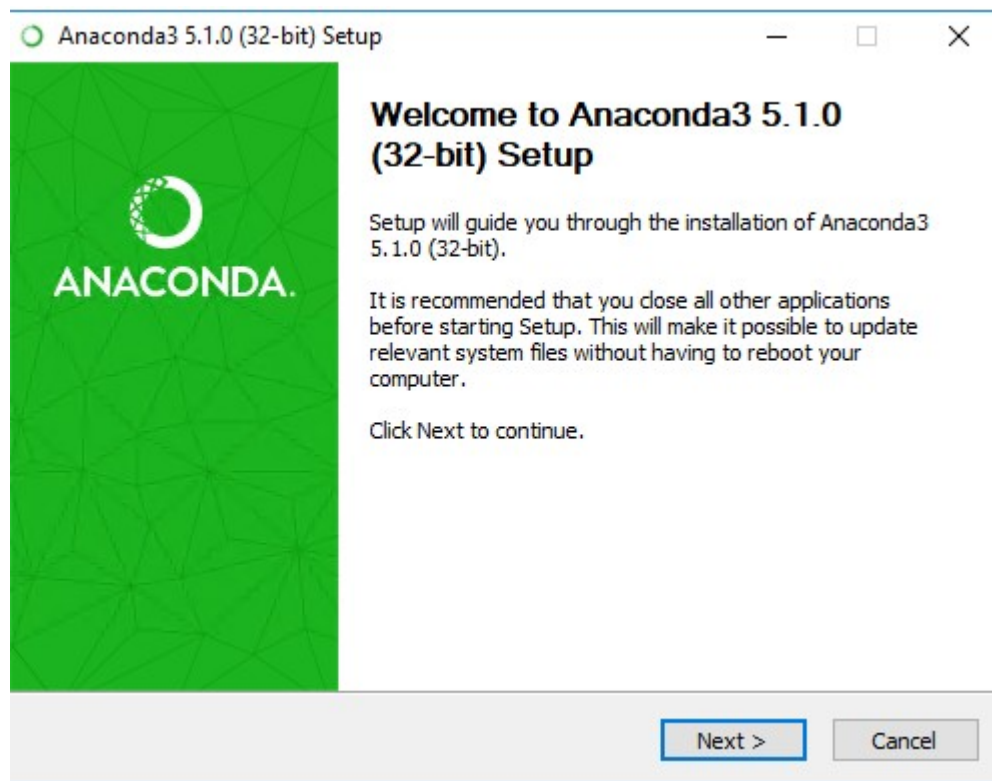 Anaconda3 5.1.0 (32-bit) Setup
ANACONDA.
Welcome to Anaconda3 5.1.0
(32-bit) Setup
Setup will guide you through the installation of Anaconda3
5.1.0 (32-bit).
It is recommended that you close all other applications
before starting Setup. This will make it possible to update
relevant system files without having to reboot your
computer.
Click Next to continue.
Next >
Cancel